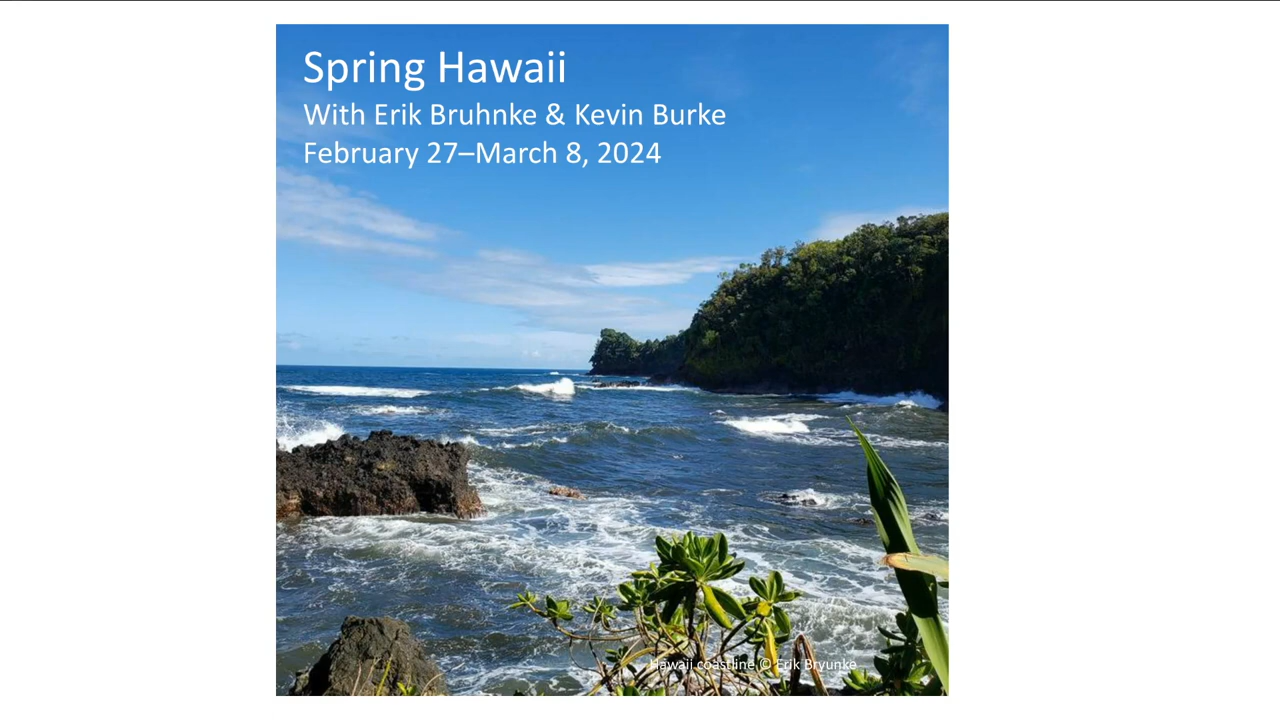 Spring Hawaii
With Erik Bruhnke & Kevin Burke
February 27–March 8, 2024
Hawaii coastline © Erik Bryunke